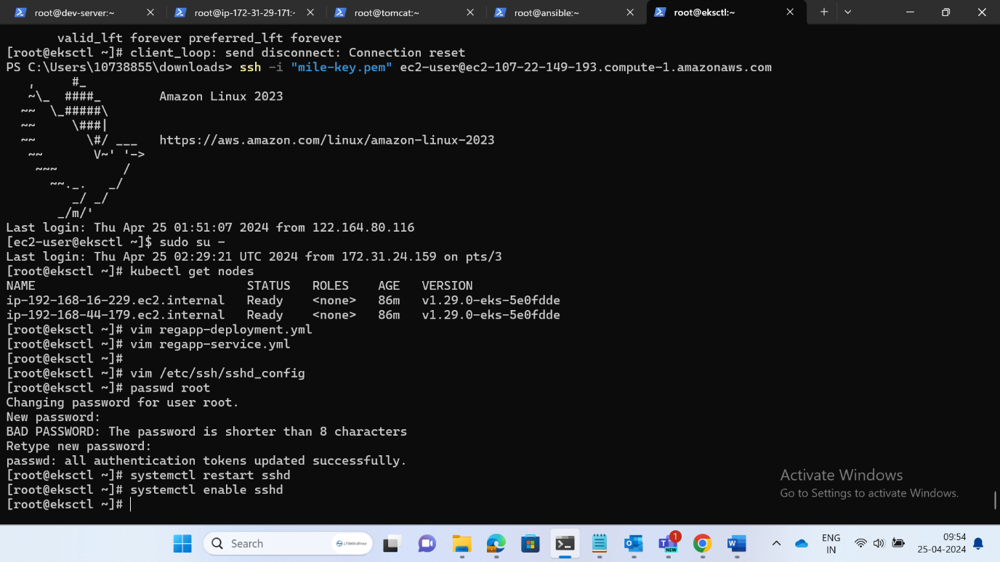 root@dev-server:~
root@ip-172-31-29-171:~
root@tomcat:~
root@ansible:~
root@eksctl:~
valid_lft forever preferred_lft forever
[root@eksctl ~]# client_loop: send disconnect: Connection reset
PS C:\Users\10738855\downloads> ssh -i "mile-key.pem" ec2-user@ec2-107-22-149-193.compute-1.amazonaws.com
   ,     #_
   ~\_  ####_        Amazon Linux 2023
  ~~  \_#####\
  ~~     \###|
  ~~       \#/ ___   https://aws.amazon.com/linux/amazon-linux-2023
   ~~       V~' '->
    ~~~         /
      ~~._.   _/
         _/ _/
       _/m/'
Last login: Thu Apr 25 01:51:07 2024 from 122.164.80.116
[ec2-user@eksctl ~]$ sudo su -
Last login: Thu Apr 25 02:29:21 UTC 2024 from 172.31.24.159 on pts/3
[root@eksctl ~]# kubectl get nodes
NAME                             STATUS   ROLES    AGE   VERSION
ip-192-168-16-229.ec2.internal   Ready    <none>   86m   v1.29.0-eks-5e0fdde
ip-192-168-44-179.ec2.internal   Ready    <none>   86m   v1.29.0-eks-5e0fdde
[root@eksctl ~]# vim regapp-deployment.yml
[root@eksctl ~]# vim regapp-service.yml
[root@eksctl ~]#
[root@eksctl ~]# vim /etc/ssh/sshd_config
[root@eksctl ~]# passwd root
Changing password for user root.
New password:
BAD PASSWORD: The password is shorter than 8 characters
Retype new password:
passwd: all authentication tokens updated successfully.
[root@eksctl ~]# systemctl restart sshd
[root@eksctl ~]# systemctl enable sshd
[root@eksctl ~]#
Activate Windows
Go to Settings to activate Windows.
Search
LTIMindtree
1
NEW
ENG
IN
09:54
25-04-2024